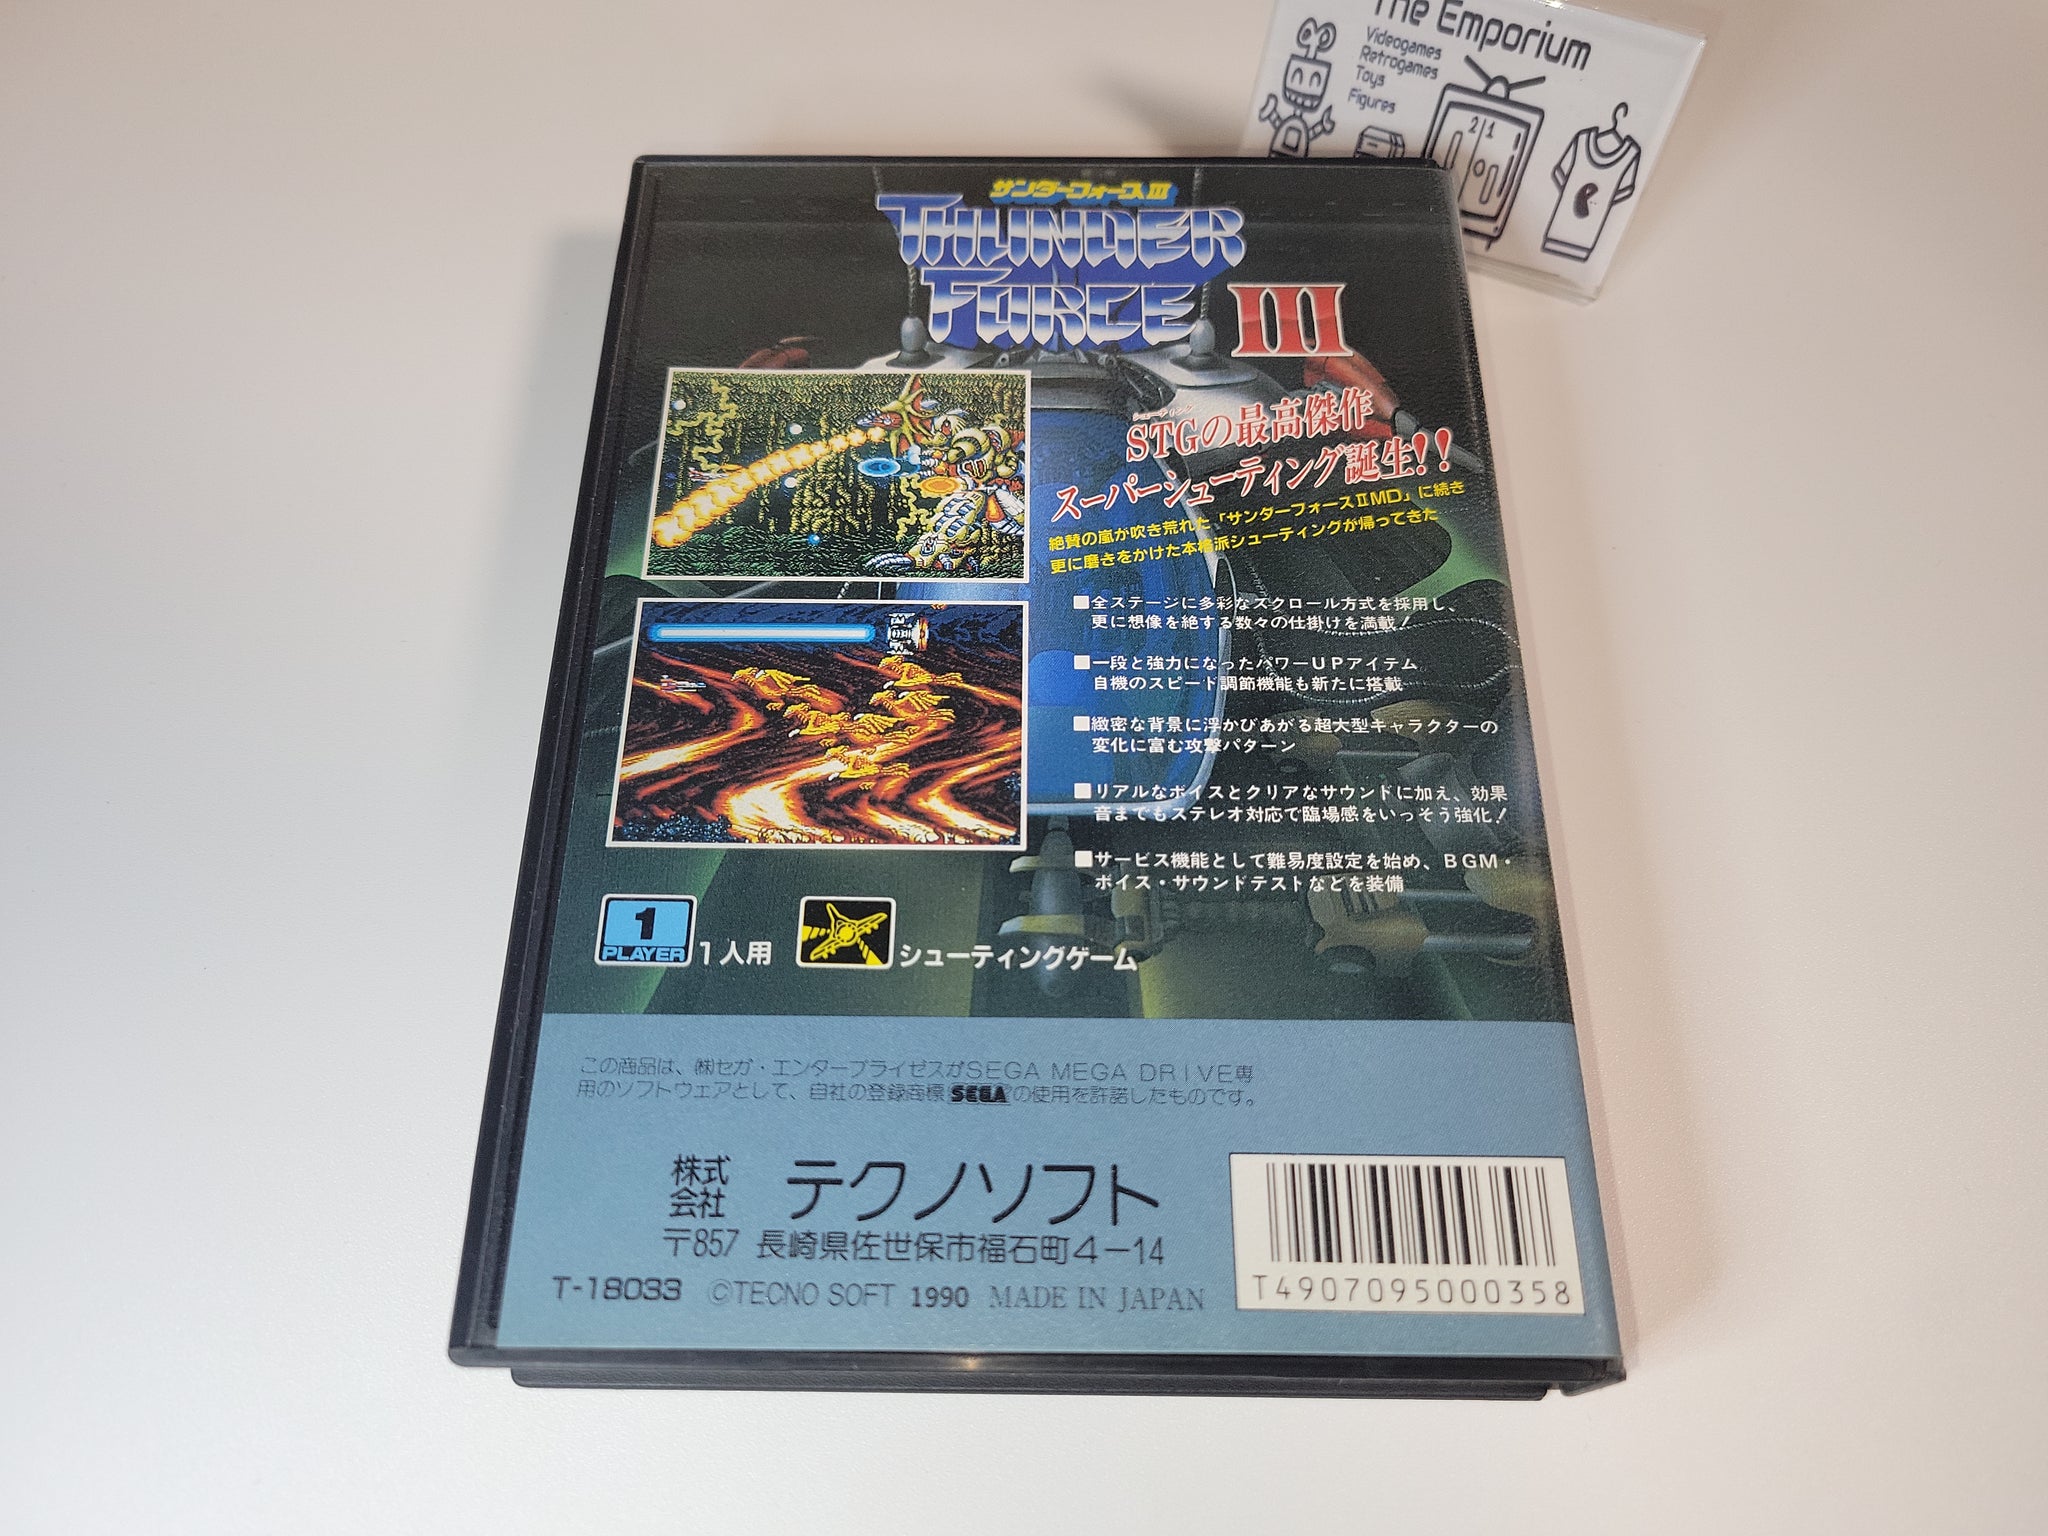 The Emporium
Videogames
Retrogames
Toys
Figures
21
サンダーフォースIII
THUNDER
FORCE III
シューティング
STGの最高傑作
スーパーシューティング誕生!!
絶賛の嵐が吹き荒れた「サンダーフォースIIMD」に続き
更に磨きをかけた本格派シューティングが帰ってきた
■全ステージに多彩なスクロール方式を採用し、
更に想像を絶する数々の仕掛けを満載!
■一段と強力になったパワーUPアイテム
自機のスピード調節機能も新たに搭載
■緻密な背景に浮かびあがる超大型キャラクターの
変化に富む攻撃パターン
■リアルなボイスとクリアなサウンドに加え、効果
音までもステレオ対応で臨場感をいっそう強化!
■サービス機能として難易度設定を始め、BGM・
ボイス・サウンドテストなどを装備
1
PLAYER
1人用
シューティングゲーム
この商品は、㈱セガ・エンタープライゼスがSEGA MEGA DRIVE専
用のソフトウェアとして、自社の登録商標 SEGA の使用を許諾したものです。
株式会社 テクノソフト
〒857 長崎県佐世保市福石町4-14
T-18033 ©TECNO SOFT 1990 MADE IN JAPAN
T4907095000358